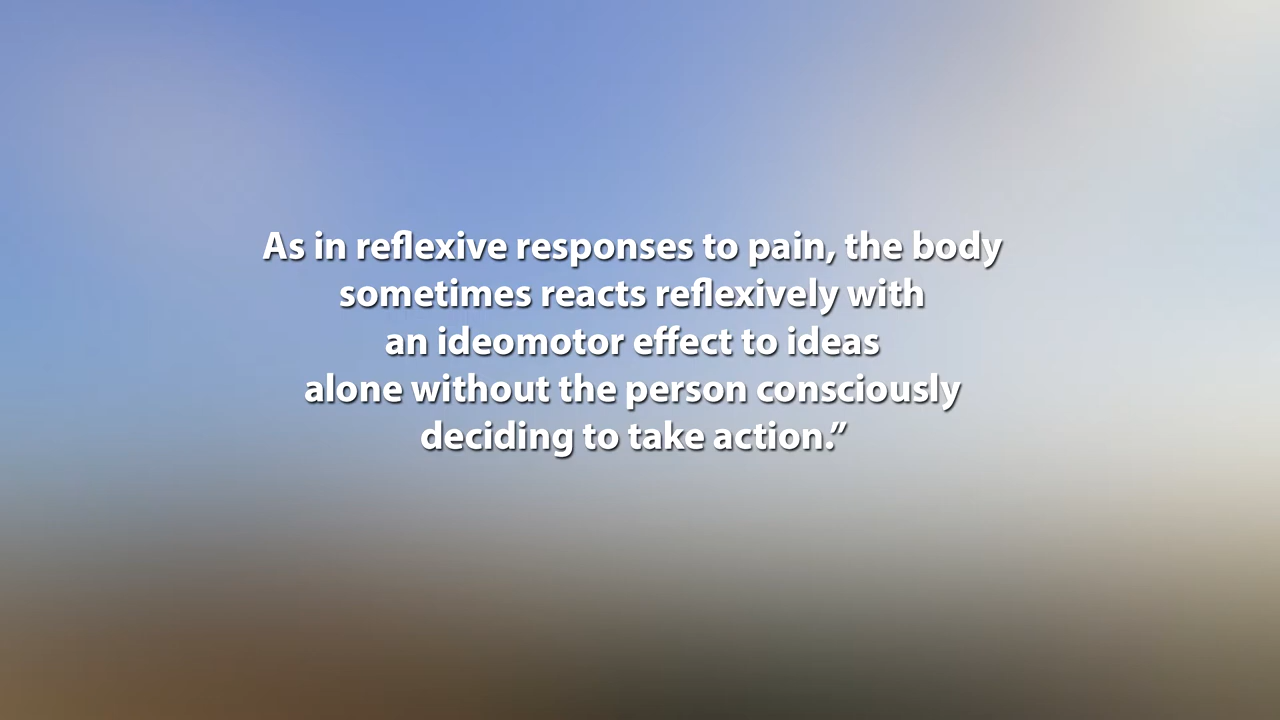 As in reflexive responses to pain, the body
sometimes reacts reflexively with
an ideomotor effect to ideas
alone without the person consciously
deciding to take action.”